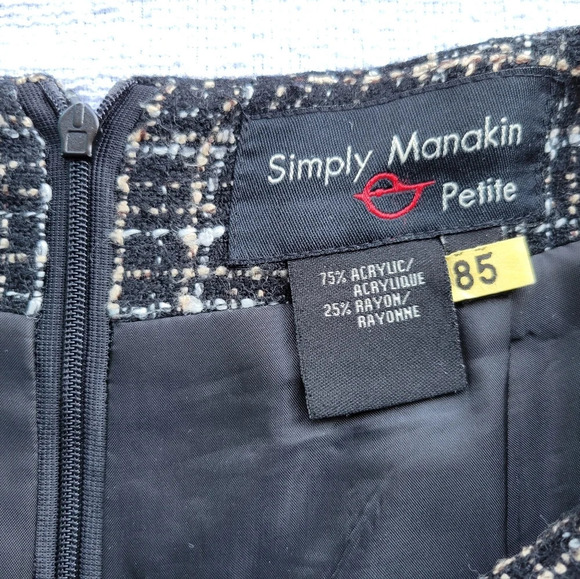 Simply Manakin
Petite
75% ACRYLIC/
ACRYLIQUE
25% RAYON/
RAYONNE
85